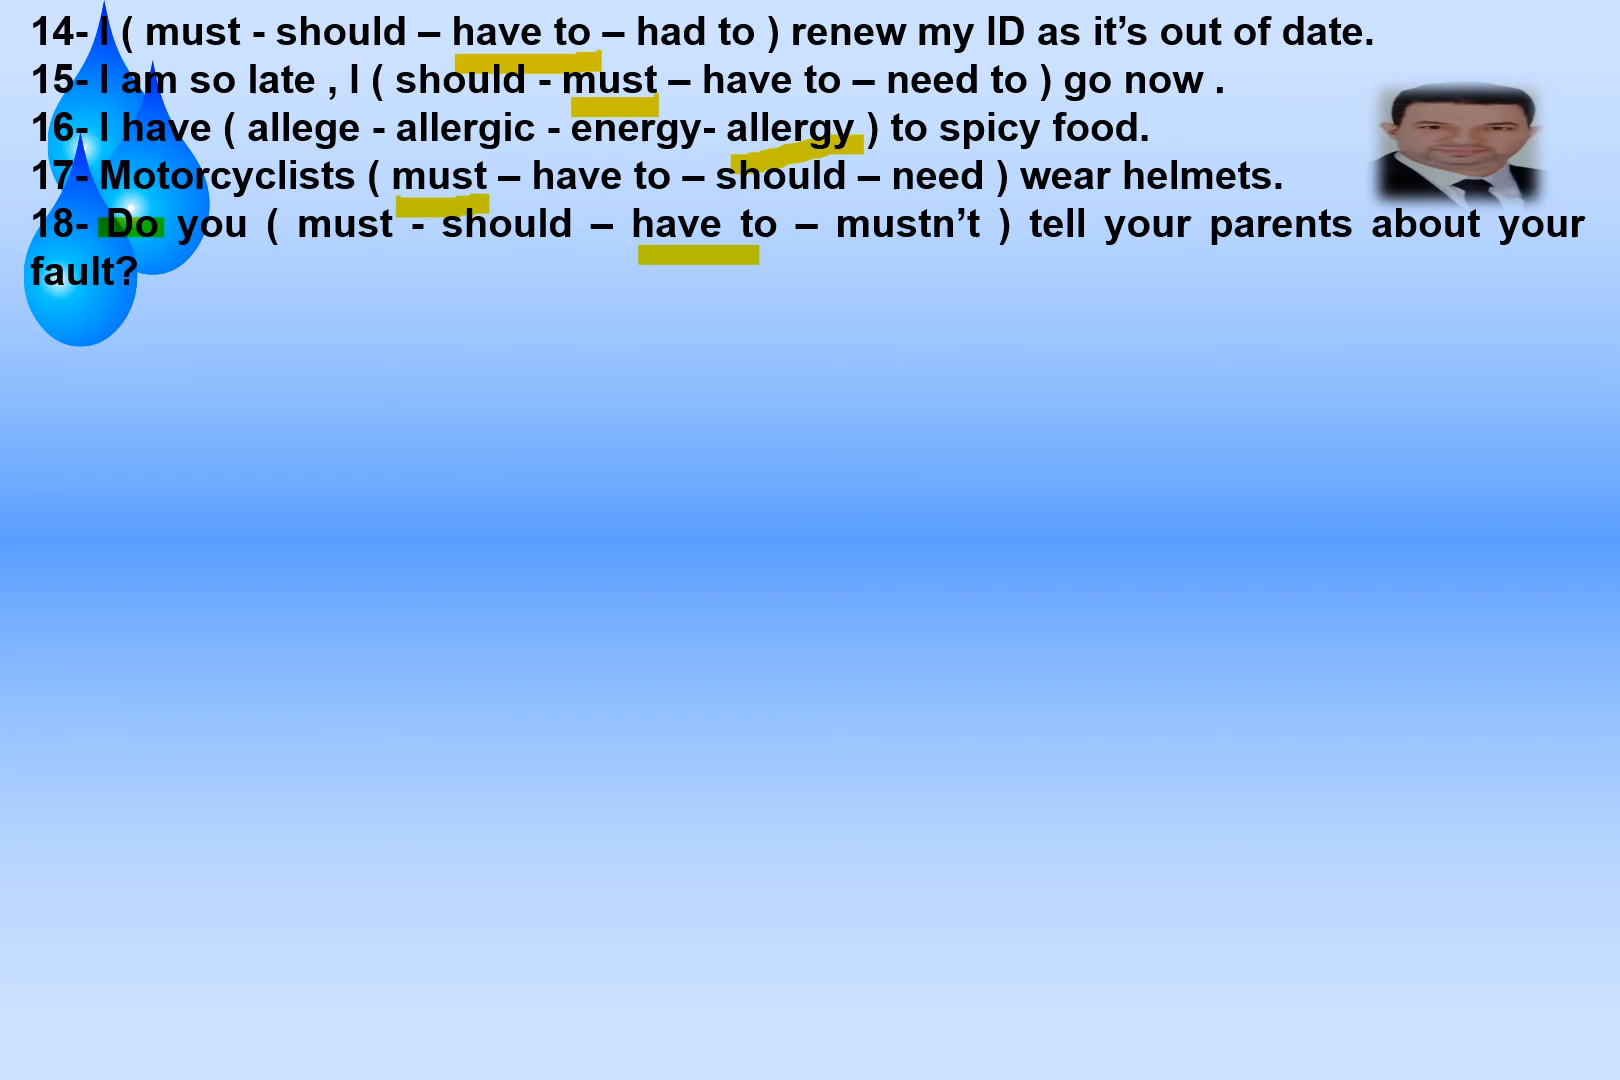 14- I ( must - should – have to – had to ) renew my ID as it’s out of date.
15- I am so late , I ( should - must – have to – need to ) go now .
16- I have ( allege - allergic - energy- allergy ) to spicy food.
17- Motorcyclists ( must – have to – should – need ) wear helmets.
18- Do you ( must - should – have to – mustn’t ) tell your parents about your
fault?